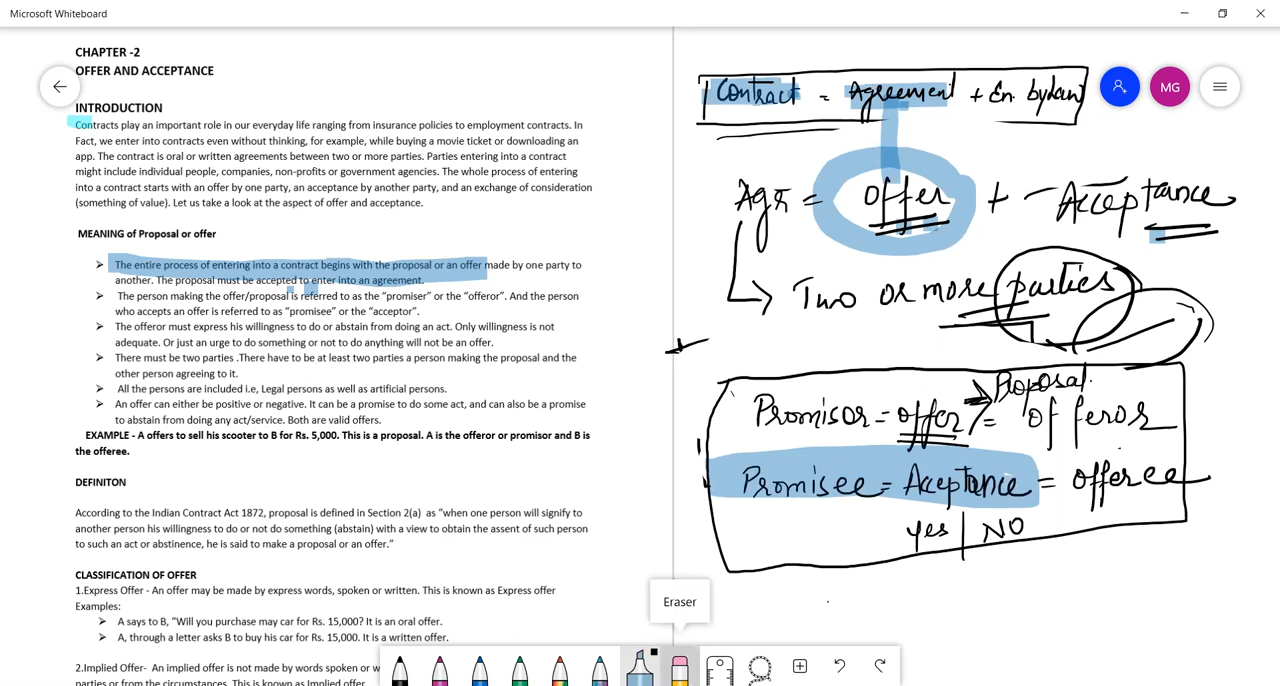 Microsoft Whiteboard
CHAPTER -2
OFFER AND ACCEPTANCE
INTRODUCTION
Contracts play an important role in our everyday life ranging from insurance policies to employment contracts. In
Fact, we enter into contracts even without thinking, for example, while buying a movie ticket or downloading an
app. The contract is oral or written agreements between two or more parties. Parties entering into a contract
might include individual people, companies, non-profits or government agencies. The whole process of entering
into a contract starts with an offer by one party, an acceptance by another party, and an exchange of consideration
(something of value). Let us take a look at the aspect of offer and acceptance.
MEANING of Proposal or offer
➢ The entire process of entering into a contract begins with the proposal or an offer made by one party to
another. The proposal must be accepted to enter into an agreement.
➢ The person making the offer/proposal is referred to as the “promiser” or the “offeror”. And the person
who accepts an offer is referred to as “promisee” or the “acceptor”.
➢ The offeror must express his willingness to do or abstain from doing an act. Only willingness is not
adequate. Or just an urge to do something or not to do anything will not be an offer.
➢ There must be two parties .There have to be at least two parties a person making the proposal and the
other person agreeing to it.
➢ All the persons are included i.e, Legal persons as well as artificial persons.
➢ An offer can either be positive or negative. It can be a promise to do some act, and can also be a promise
to abstain from doing any act/service. Both are valid offers.
EXAMPLE - A offers to sell his scooter to B for Rs. 5,000. This is a proposal. A is the offeror or promisor and B is
the offeree.
DEFINITON
According to the Indian Contract Act 1872, proposal is defined in Section 2(a) as “when one person will signify to
another person his willingness to do or not do something (abstain) with a view to obtain the assent of such person
to such an act or abstinence, he is said to make a proposal or an offer.”
CLASSIFICATION OF OFFER
1.Express Offer - An offer may be made by express words, spoken or written. This is known as Express offer
Examples:
➢ A says to B, “Will you purchase may car for Rs. 15,000? It is an oral offer.
➢ A, through a letter asks B to buy his car for Rs. 15,000. It is a written offer.
2.Implied Offer- An implied offer is not made by words spoken or w
parties or from the circumstances. This is known as Implied offer
Contract = Agreement + En. by law
MG
Agr = Offer + Acceptance
Two or more parties
Proposal
Promisor = offer = Offeror
Promisee = Aceptance = offeree
yes | NO
Eraser